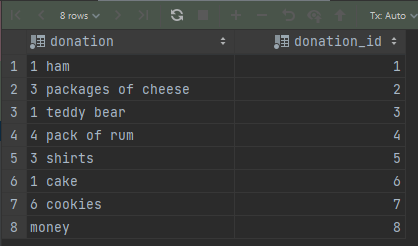 8 rows Tx: Auto
donation donation_id
1 1 ham 1
2 3 packages of cheese 2
3 1 teddy bear 3
4 4 pack of rum 4
5 3 shirts 5
6 1 cake 6
7 6 cookies 7
8 money 8